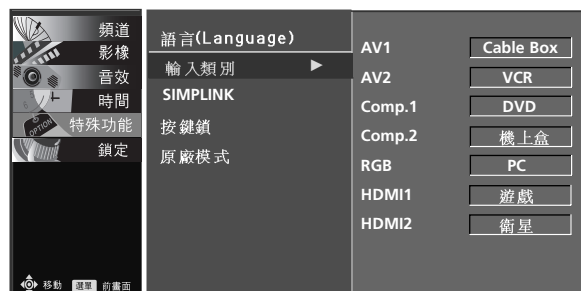 頻道
影像
音效
時間
特殊功能
OPTION
鎖定
移動 選單 前畫面
語言(Language)
輸入類別 ►
SIMPLINK
按鍵鎖
原廠模式
AV1 Cable Box
AV2 VCR
Comp.1 DVD
Comp.2 機上盒
RGB PC
HDMI1 遊戲
HDMI2 衛星